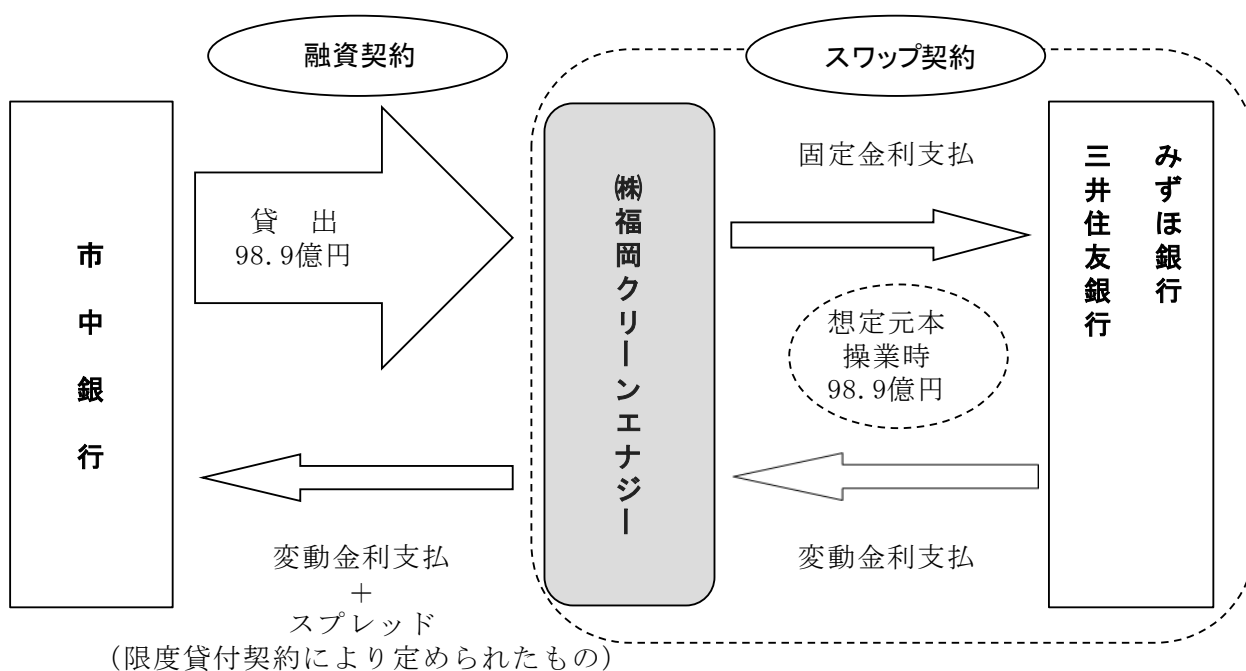 融資契約
スワップ契約
市中銀行
貸　出
98.9億円
変動金利支払
＋
スプレッド
（限度貸付契約により定められたもの）
㈱福岡クリーンエナジー
固定金利支払
想定元本
操業時
98.9億円
変動金利支払
みずほ銀行
三井住友銀行